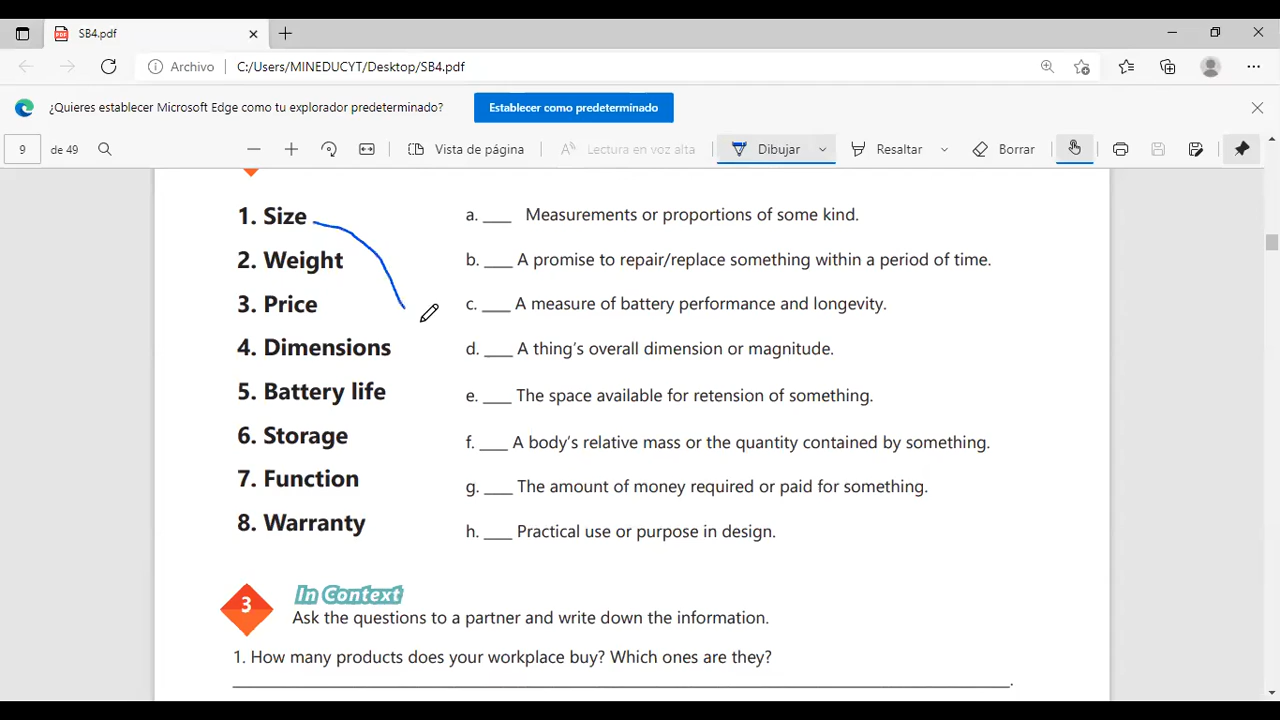 SB4.pdf
Archivo C:/Users/MINEDUCYT/Desktop/SB4.pdf
¿Quieres establecer Microsoft Edge como tu explorador predeterminado? Establecer como predeterminado
9 de 49 Vista de página Lectura en voz alta Dibujar Resaltar Borrar
1. Size a. ____ Measurements or proportions of some kind.
2. Weight b. ____ A promise to repair/replace something within a period of time.
3. Price c. ____ A measure of battery performance and longevity.
4. Dimensions d. ____ A thing's overall dimension or magnitude.
5. Battery life e. ____ The space available for retention of something.
6. Storage f. ____ A body's relative mass or the quantity contained by something.
7. Function g. ____ The amount of money required or paid for something.
8. Warranty h. ____ Practical use or purpose in design.
3 In Context
Ask the questions to a partner and write down the information.
1. How many products does your workplace buy? Which ones are they?